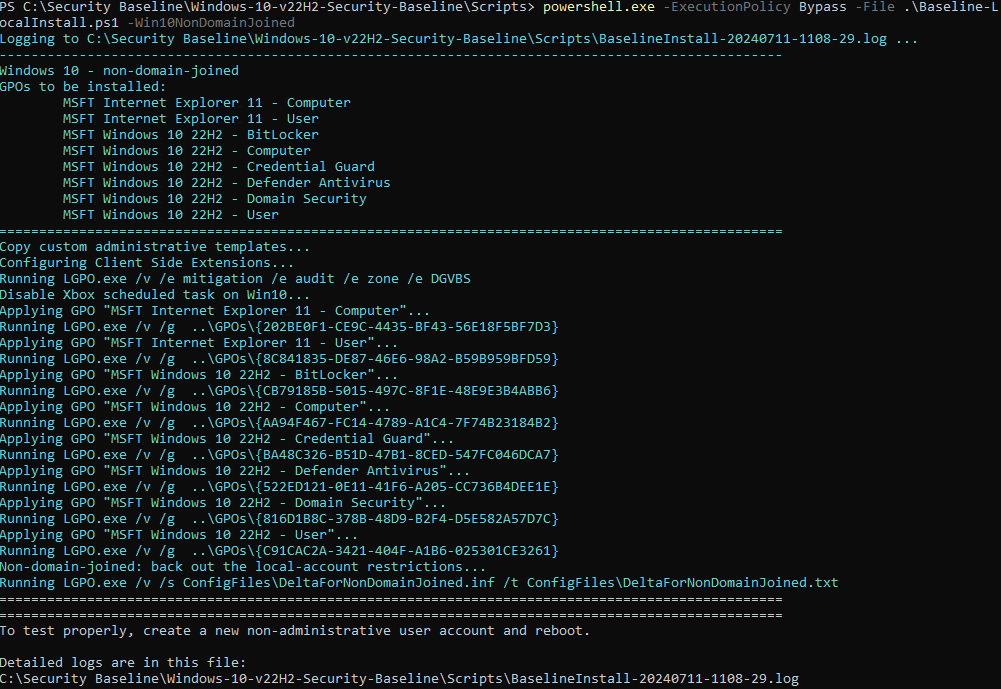 PS C:\Security Baseline\Windows-10-v22H2-Security-Baseline\Scripts> powershell.exe -ExecutionPolicy Bypass -File .\Baseline-L
ocalInstall.ps1 -Win10NonDomainJoined
Logging to C:\Security Baseline\Windows-10-v22H2-Security-Baseline\Scripts\BaselineInstall-20240711-1108-29.log ...
--------------------------------------------------------------------------------------------------
Windows 10 - non-domain-joined
GPOs to be installed:
        MSFT Internet Explorer 11 - Computer
        MSFT Internet Explorer 11 - User
        MSFT Windows 10 22H2 - BitLocker
        MSFT Windows 10 22H2 - Computer
        MSFT Windows 10 22H2 - Credential Guard
        MSFT Windows 10 22H2 - Defender Antivirus
        MSFT Windows 10 22H2 - Domain Security
        MSFT Windows 10 22H2 - User
==================================================================================================
Copy custom administrative templates...
Configuring Client Side Extensions...
Running LGPO.exe /v /e mitigation /e audit /e zone /e DGVBS
Disable Xbox scheduled task on Win10...
Applying GPO "MSFT Internet Explorer 11 - Computer"...
Running LGPO.exe /v /g  ..\GPOs\{202BE0F1-CE9C-4435-BF43-56E18F5BF7D3}
Applying GPO "MSFT Internet Explorer 11 - User"...
Running LGPO.exe /v /g  ..\GPOs\{8C841835-DE87-46E6-98A2-B59B959BFD59}
Applying GPO "MSFT Windows 10 22H2 - BitLocker"...
Running LGPO.exe /v /g  ..\GPOs\{CB79185B-5015-497C-8F1E-48E9E3B4ABB6}
Applying GPO "MSFT Windows 10 22H2 - Computer"...
Running LGPO.exe /v /g  ..\GPOs\{AA94F467-FC14-4789-A1C4-7F74B23184B2}
Applying GPO "MSFT Windows 10 22H2 - Credential Guard"...
Running LGPO.exe /v /g  ..\GPOs\{BA48C326-B51D-47B1-8CED-547FC046DCA7}
Applying GPO "MSFT Windows 10 22H2 - Defender Antivirus"...
Running LGPO.exe /v /g  ..\GPOs\{522ED121-0E11-41F6-A205-CC736B4DEE1E}
Applying GPO "MSFT Windows 10 22H2 - Domain Security"...
Running LGPO.exe /v /g  ..\GPOs\{816D1B8C-378B-48D9-B2F4-D5E582A57D7C}
Applying GPO "MSFT Windows 10 22H2 - User"...
Running LGPO.exe /v /g  ..\GPOs\{C91CAC2A-3421-404F-A1B6-025301CE3261}
Non-domain-joined: back out the local-account restrictions...
Running LGPO.exe /v /s ConfigFiles\DeltaForNonDomainJoined.inf /t ConfigFiles\DeltaForNonDomainJoined.txt
==================================================================================================
==================================================================================================
To test properly, create a new non-administrative user account and reboot.

Detailed logs are in this file:
C:\Security Baseline\Windows-10-v22H2-Security-Baseline\Scripts\BaselineInstall-20240711-1108-29.log